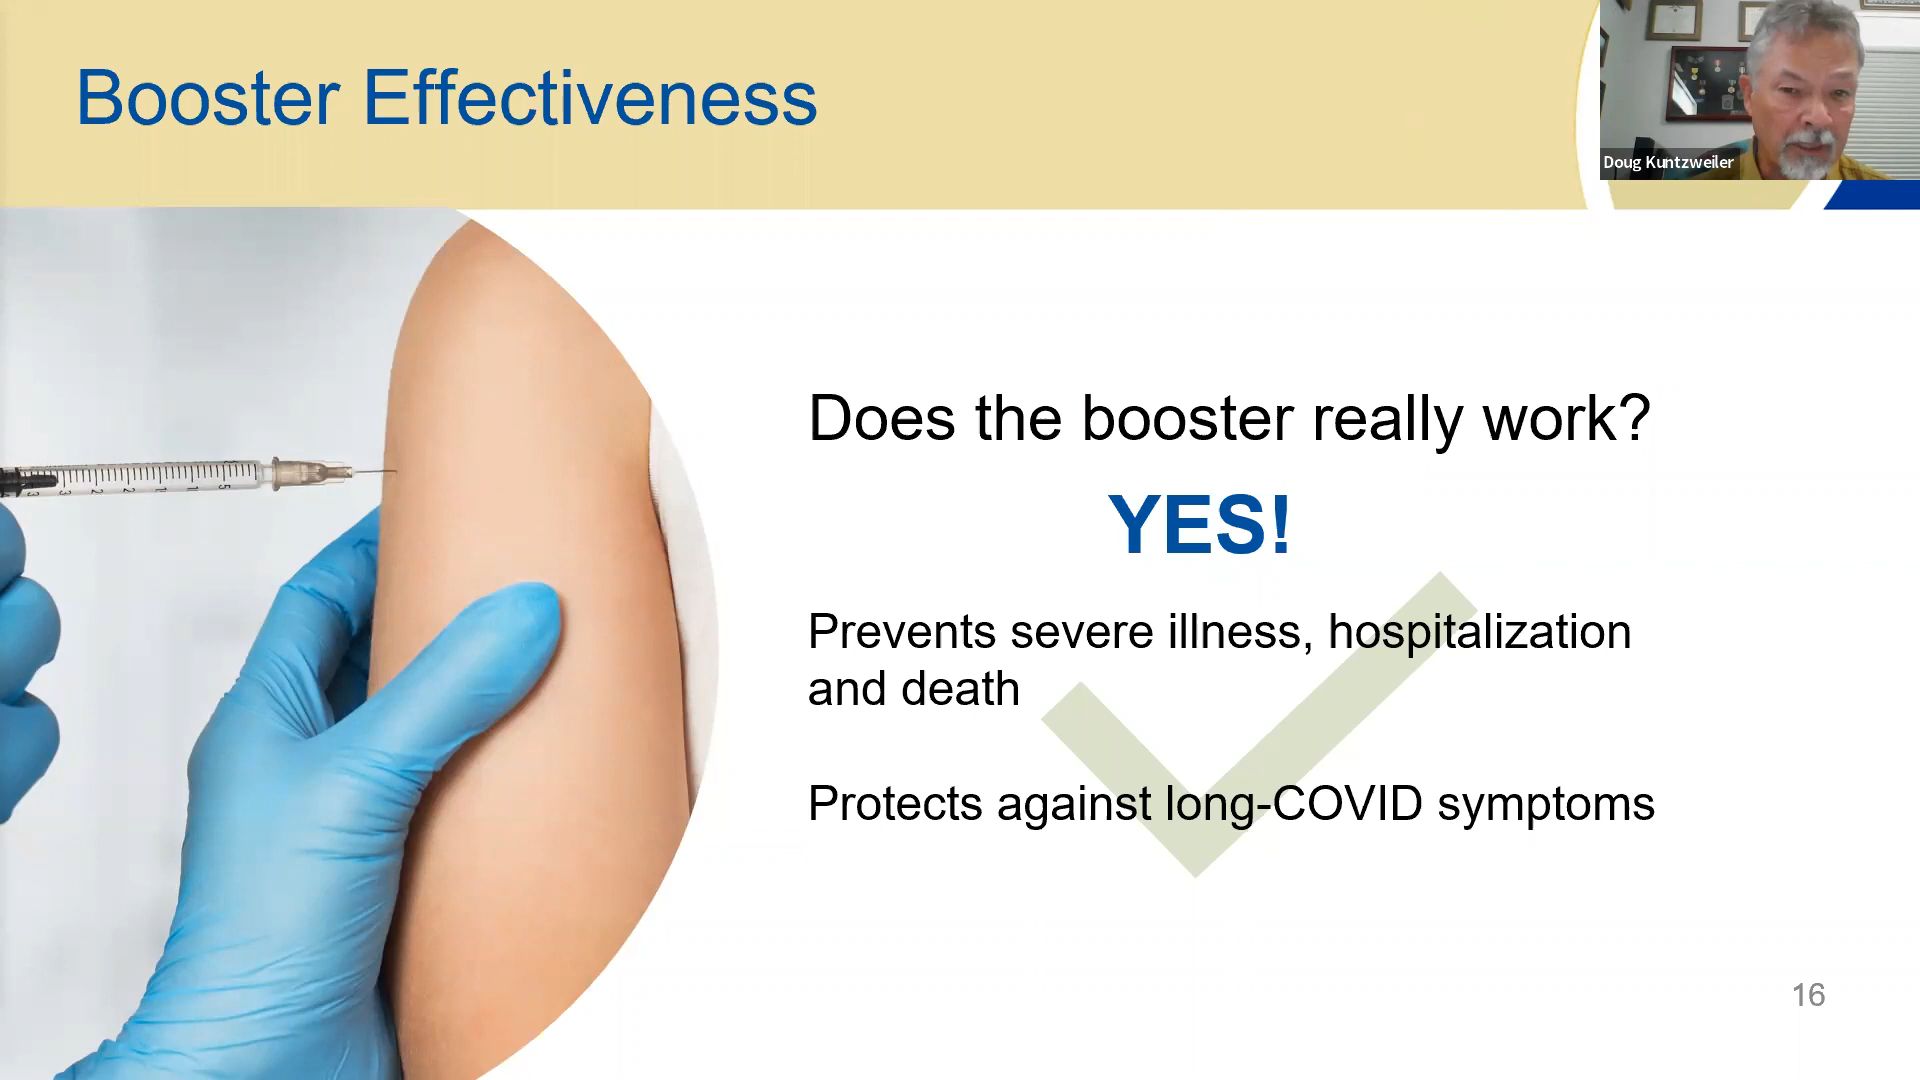 Booster Effectiveness
Doug Kuntzweiler
Does the booster really work?
YES!
Prevents severe illness, hospitalization
and death
Protects against long-COVID symptoms
16